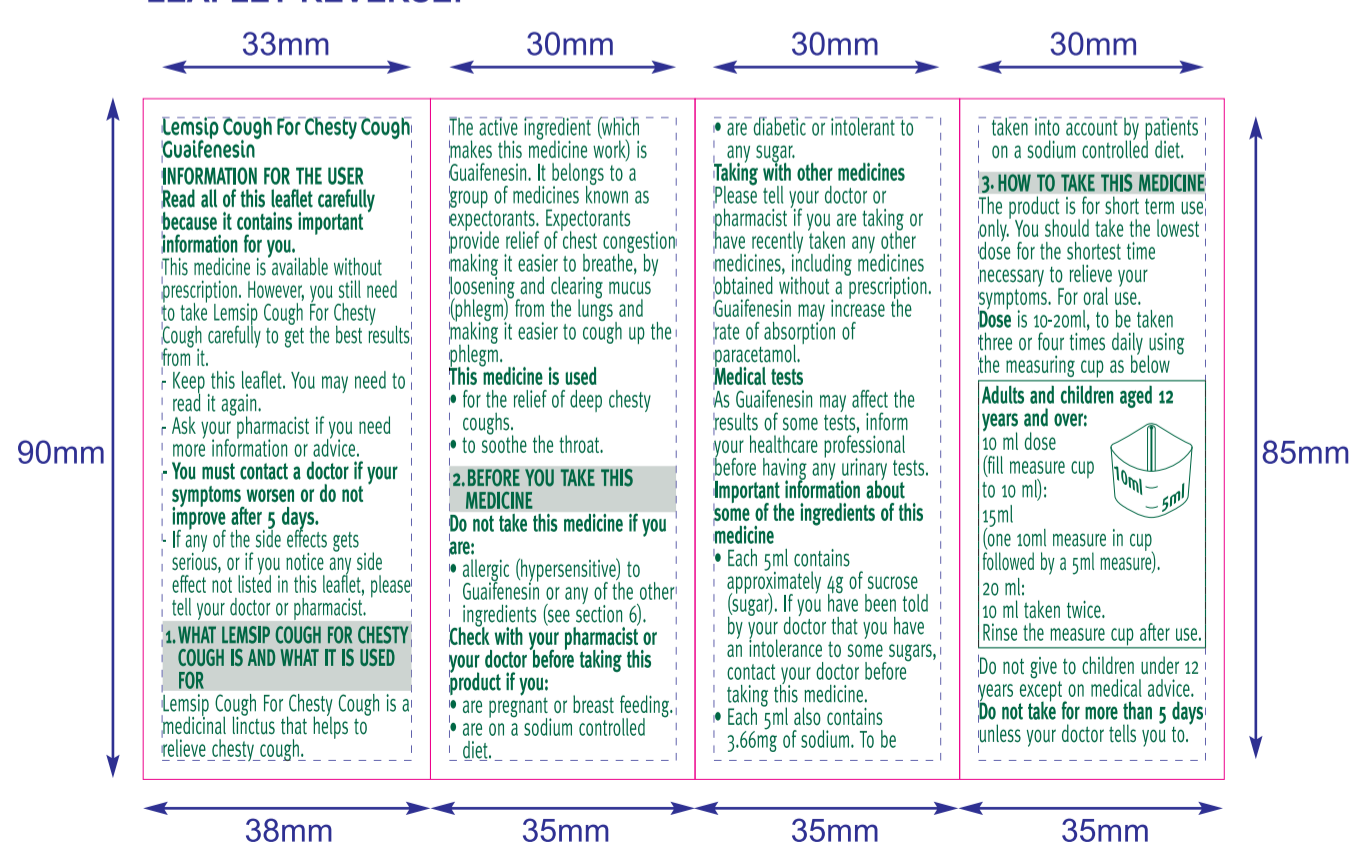 LEAFLET REVERSE:
33mm
30mm
30mm
30mm
90mm
85mm
Lemsip Cough For Chesty Cough
Guaifenesin
INFORMATION FOR THE USER
Read all of this leaflet carefully
because it contains important
information for you.
This medicine is available without
prescription. However, you still need
to take Lemsip Cough For Chesty
Cough carefully to get the best results
from it.
- Keep this leaflet. You may need to
read it again.
- Ask your pharmacist if you need
more information or advice.
- You must contact a doctor if your
symptoms worsen or do not
improve after 5 days.
- If any of the side effects gets
serious, or if you notice any side
effect not listed in this leaflet, please
tell your doctor or pharmacist.
1. WHAT LEMSIP COUGH FOR CHESTY
COUGH IS AND WHAT IT IS USED
FOR
Lemsip Cough For Chesty Cough is a
medicinal linctus that helps to
relieve chesty cough.
The active ingredient (which
makes this medicine work) is
Guaifenesin. It belongs to a
group of medicines known as
expectorants. Expectorants
provide relief of chest congestion
making it easier to breathe, by
loosening and clearing mucus
(phlegm) from the lungs and
making it easier to cough up the
phlegm.
This medicine is used
• for the relief of deep chesty
coughs.
• to soothe the throat.
2. BEFORE YOU TAKE THIS
MEDICINE
Do not take this medicine if you
are:
• allergic (hypersensitive) to
Guaifenesin or any of the other
ingredients (see section 6).
Check with your pharmacist or
your doctor before taking this
product if you:
• are pregnant or breast feeding.
• are on a sodium controlled
diet.
• are diabetic or intolerant to
any sugar.
Taking with other medicines
Please tell your doctor or
pharmacist if you are taking or
have recently taken any other
medicines, including medicines
obtained without a prescription.
Guaifenesin may increase the
rate of absorption of
paracetamol.
Medical tests
As Guaifenesin may affect the
results of some tests, inform
your healthcare professional
before having any urinary tests.
Important information about
some of the ingredients of this
medicine
• Each 5ml contains
approximately 4g of sucrose
(sugar). If you have been told
by your doctor that you have
an intolerance to some sugars,
contact your doctor before
taking this medicine.
• Each 5ml also contains
3.66mg of sodium. To be
taken into account by patients
on a sodium controlled diet.
3. HOW TO TAKE THIS MEDICINE
The product is for short term use
only. You should take the lowest
dose for the shortest time
necessary to relieve your
symptoms. For oral use.
Dose is 10-20ml, to be taken
three or four times daily using
the measuring cup as below
Adults and children aged 12
years and over:
10 ml dose
(fill measure cup
to 10 ml):
15ml
(one 10ml measure in cup
followed by a 5ml measure).
20 ml:
10 ml taken twice.
Rinse the measure cup after use.
10ml
5ml
Do not give to children under 12
years except on medical advice.
Do not take for more than 5 days
unless your doctor tells you to.
38mm
35mm
35mm
35mm